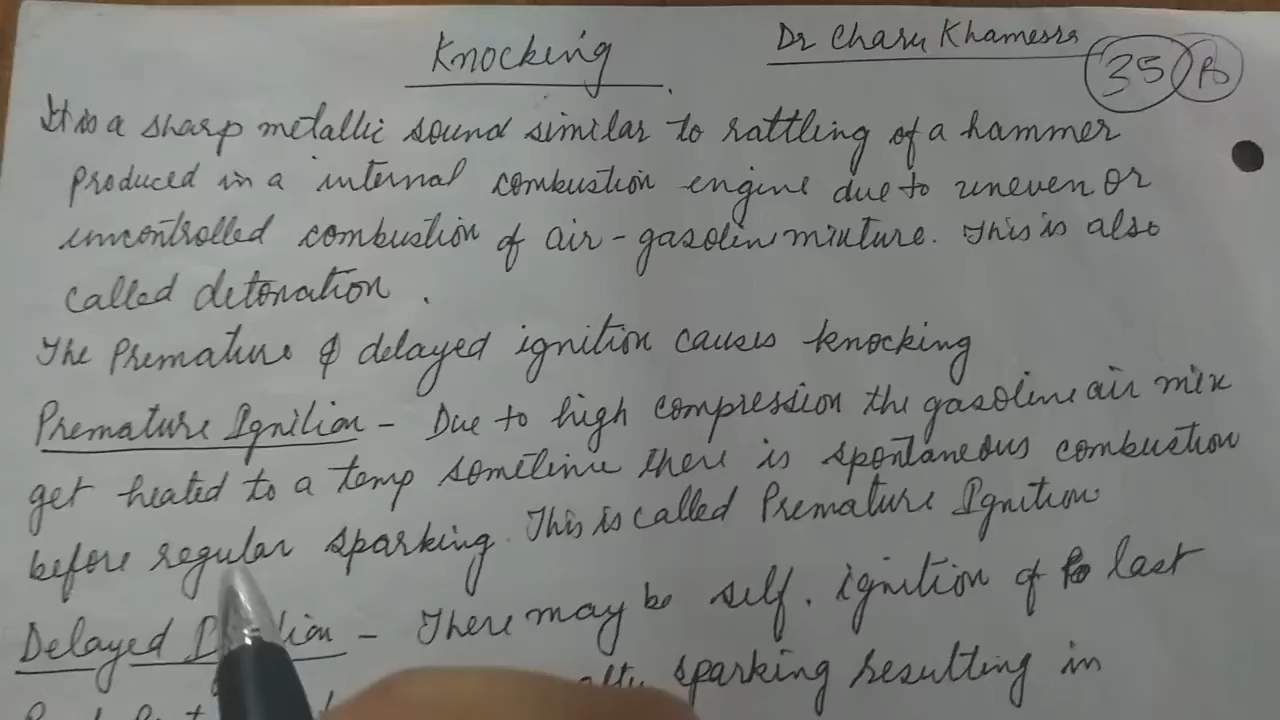 Knocking
Dr Charu Khamesra
35 A
It is a sharp metallic sound similar to rattling of a hammer
produced in a internal combustion engine due to uneven or
uncontrolled combustion of air-gasolin mixture. This is also
called detonation.
The Premature & delayed ignition causes knocking
Premature Ignition - Due to high compression the gasoline air mix
get heated to a temp sometime there is spontaneous combustion
before regular sparking. This is called Premature Ignition
Delayed - There may be self. ignition of last
sparking resulting in